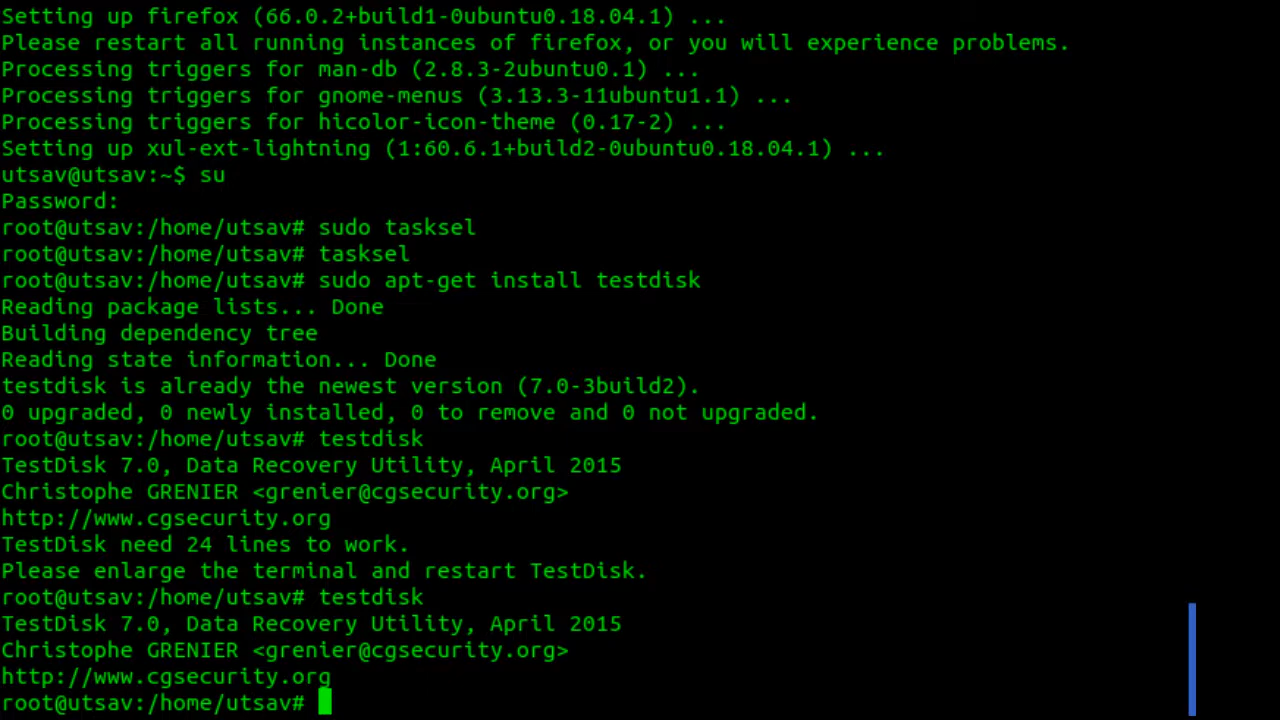 Setting up firefox (66.0.2+build1-0ubuntu0.18.04.1) ...
Please restart all running instances of firefox, or you will experience problems.
Processing triggers for man-db (2.8.3-2ubuntu0.1) ...
Processing triggers for gnome-menus (3.13.3-11ubuntu1.1) ...
Processing triggers for hicolor-icon-theme (0.17-2) ...
Setting up xul-ext-lightning (1:60.6.1+build2-0ubuntu0.18.04.1) ...
utsav@utsav:~$ su
Password:
root@utsav:/home/utsav# sudo tasksel
root@utsav:/home/utsav# tasksel
root@utsav:/home/utsav# sudo apt-get install testdisk
Reading package lists... Done
Building dependency tree
Reading state information... Done
testdisk is already the newest version (7.0-3build2).
0 upgraded, 0 newly installed, 0 to remove and 0 not upgraded.
root@utsav:/home/utsav# testdisk
TestDisk 7.0, Data Recovery Utility, April 2015
Christophe GRENIER <grenier@cgsecurity.org>
http://www.cgsecurity.org
TestDisk need 24 lines to work.
Please enlarge the terminal and restart TestDisk.
root@utsav:/home/utsav# testdisk
TestDisk 7.0, Data Recovery Utility, April 2015
Christophe GRENIER <grenier@cgsecurity.org>
http://www.cgsecurity.org
root@utsav:/home/utsav#